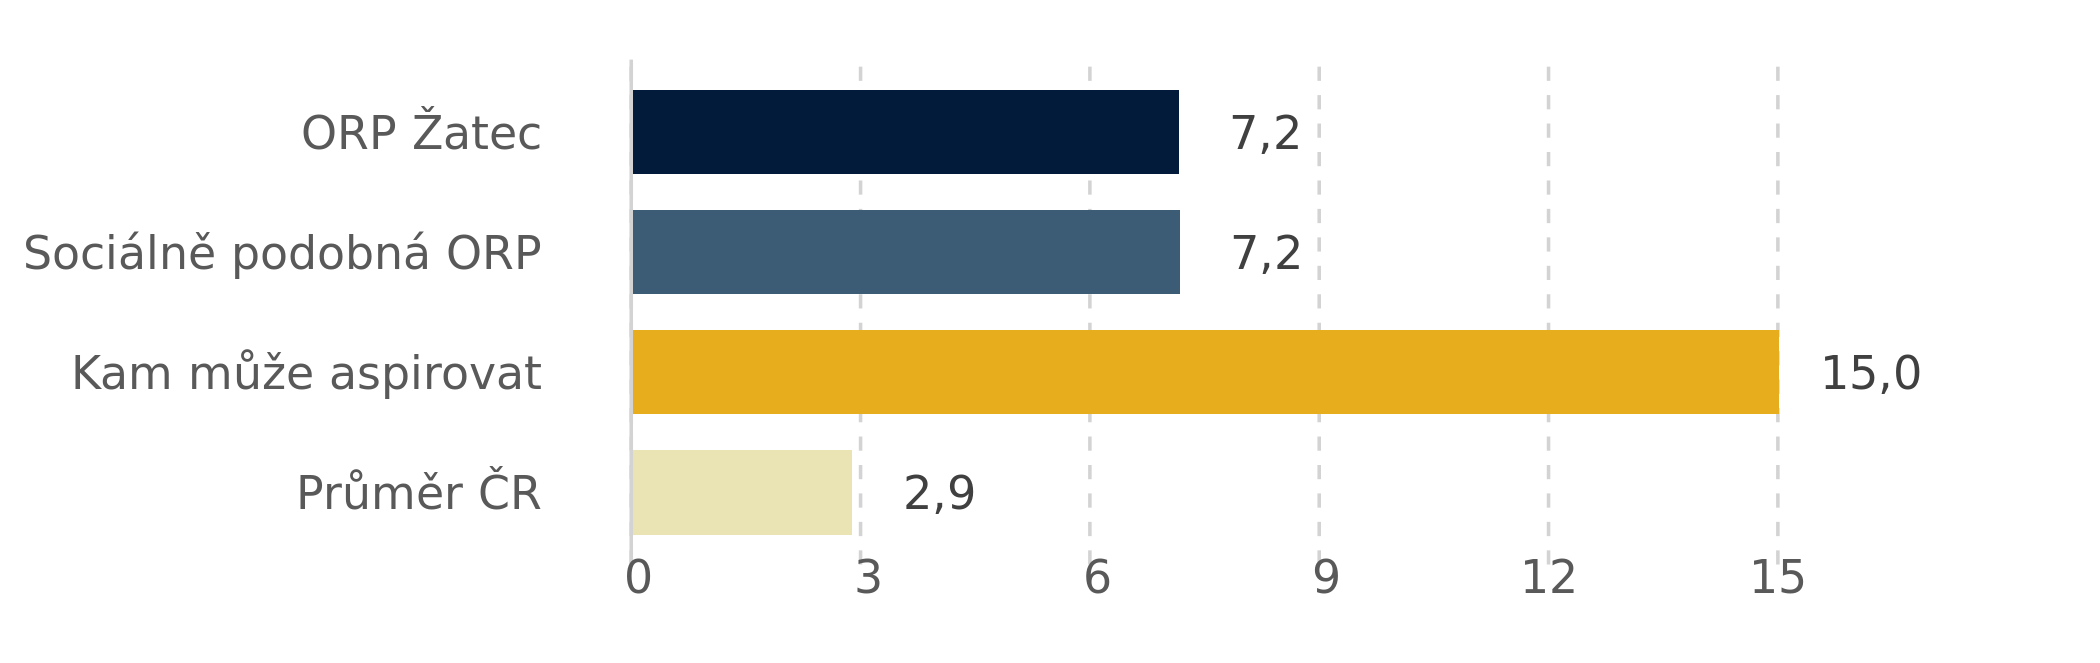 ORP Žatec 7,2
Sociálně podobná ORP 7,2
Kam může aspirovat 15,0
Průměr ČR 2,9
0 3 6 9 12 15